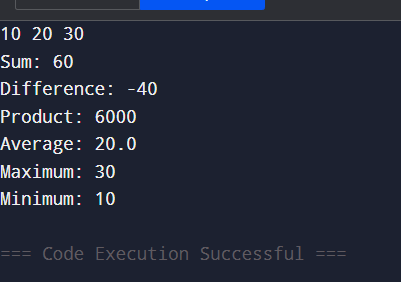 10 20 30
Sum: 60
Difference: -40
Product: 6000
Average: 20.0
Maximum: 30
Minimum: 10
=== Code Execution Successful ===